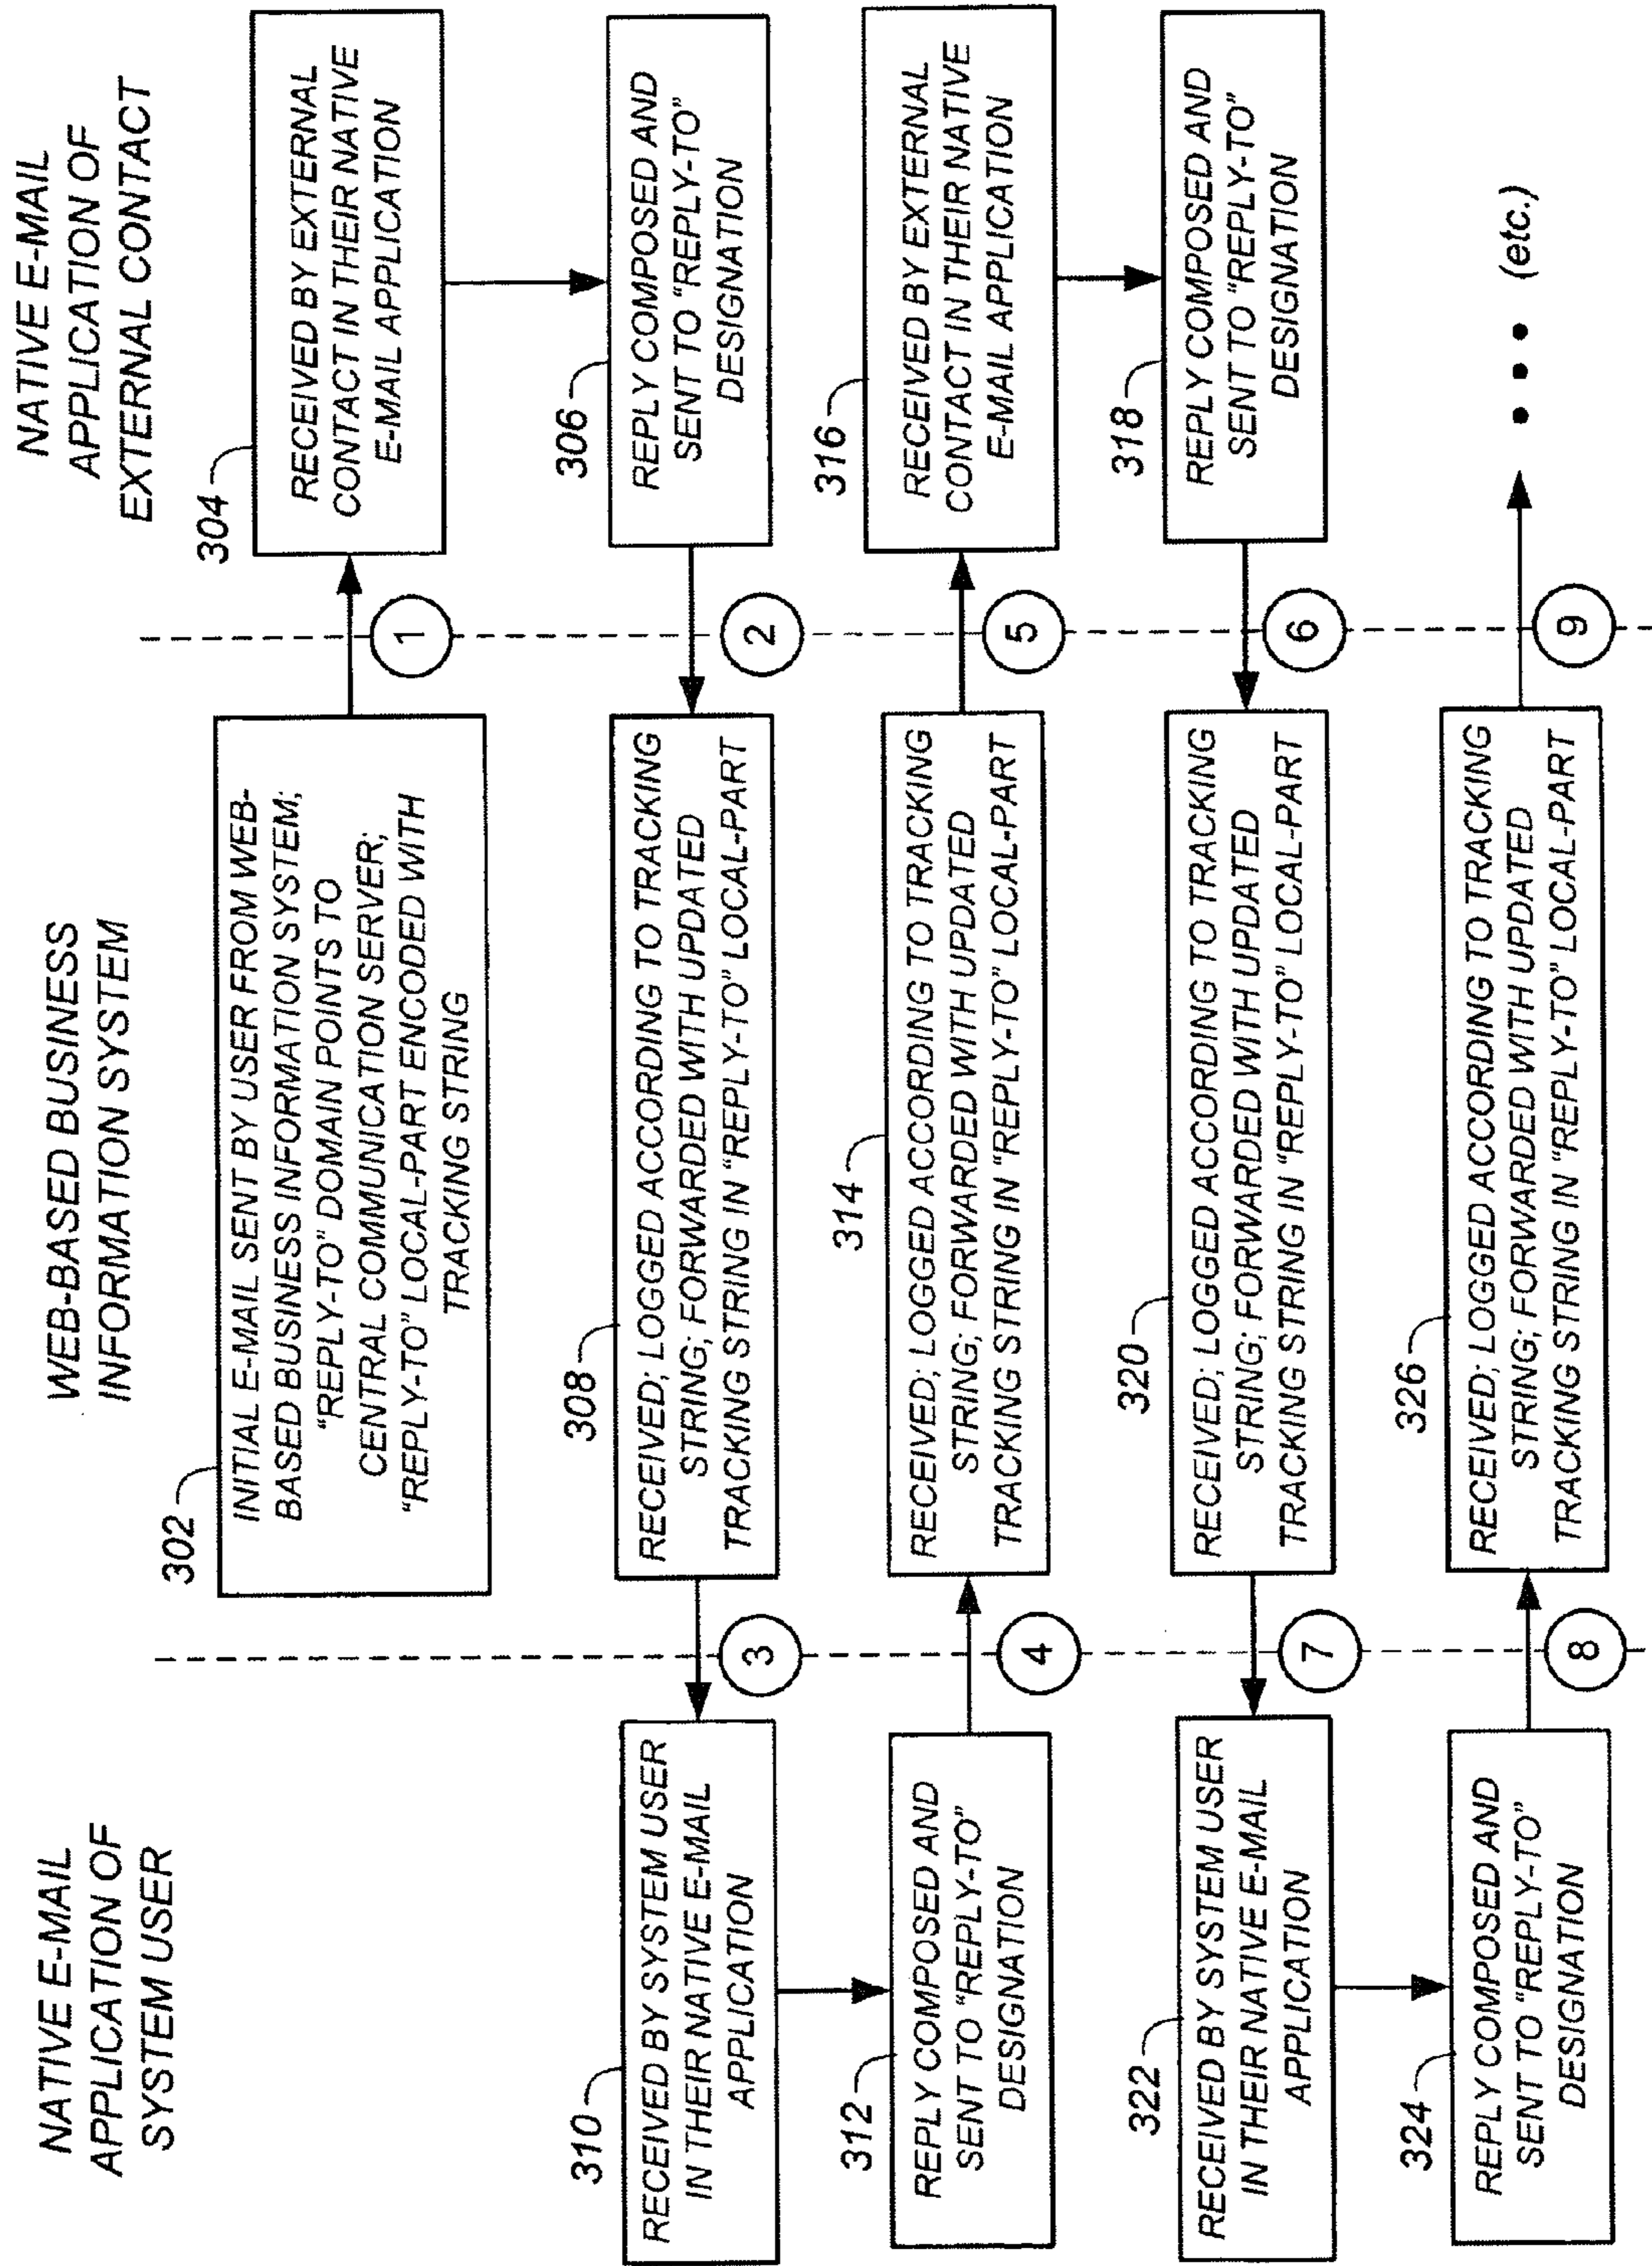 NATIVE E-MAIL
APPLICATION OF
SYSTEM USER
WEB-BASED BUSINESS
INFORMATION SYSTEM
NATIVE E-MAIL
APPLICATION OF
EXTERNAL CONTACT
302
INITIAL E-MAIL SENT BY USER FROM WEB-
BASED BUSINESS INFORMATION SYSTEM;
"REPLY-TO" DOMAIN POINTS TO
CENTRAL COMMUNICATION SERVER;
"REPLY-TO" LOCAL-PART ENCODED WITH
TRACKING STRING
1
304
RECEIVED BY EXTERNAL
CONTACT IN THEIR NATIVE
E-MAIL APPLICATION
306
REPLY COMPOSED AND
SENT TO "REPLY-TO"
DESIGNATION
2
308
RECEIVED; LOGGED ACCORDING TO TRACKING
STRING; FORWARDED WITH UPDATED
TRACKING STRING IN "REPLY-TO" LOCAL-PART
3
310
RECEIVED BY SYSTEM USER
IN THEIR NATIVE E-MAIL
APPLICATION
312
REPLY COMPOSED AND
SENT TO "REPLY-TO"
DESIGNATION
4
314
RECEIVED; LOGGED ACCORDING TO TRACKING
STRING; FORWARDED WITH UPDATED
TRACKING STRING IN "REPLY-TO" LOCAL-PART
5
316
RECEIVED BY EXTERNAL
CONTACT IN THEIR NATIVE
E-MAIL APPLICATION
318
REPLY COMPOSED AND
SENT TO "REPLY-TO"
DESIGNATION
6
320
RECEIVED; LOGGED ACCORDING TO TRACKING
STRING; FORWARDED WITH UPDATED
TRACKING STRING IN "REPLY-TO" LOCAL-PART
7
322
RECEIVED BY SYSTEM USER
IN THEIR NATIVE E-MAIL
APPLICATION
324
REPLY COMPOSED AND
SENT TO "REPLY-TO"
DESIGNATION
8
326
RECEIVED; LOGGED ACCORDING TO TRACKING
STRING; FORWARDED WITH UPDATED
TRACKING STRING IN "REPLY-TO" LOCAL-PART
9
• • • (etc.)